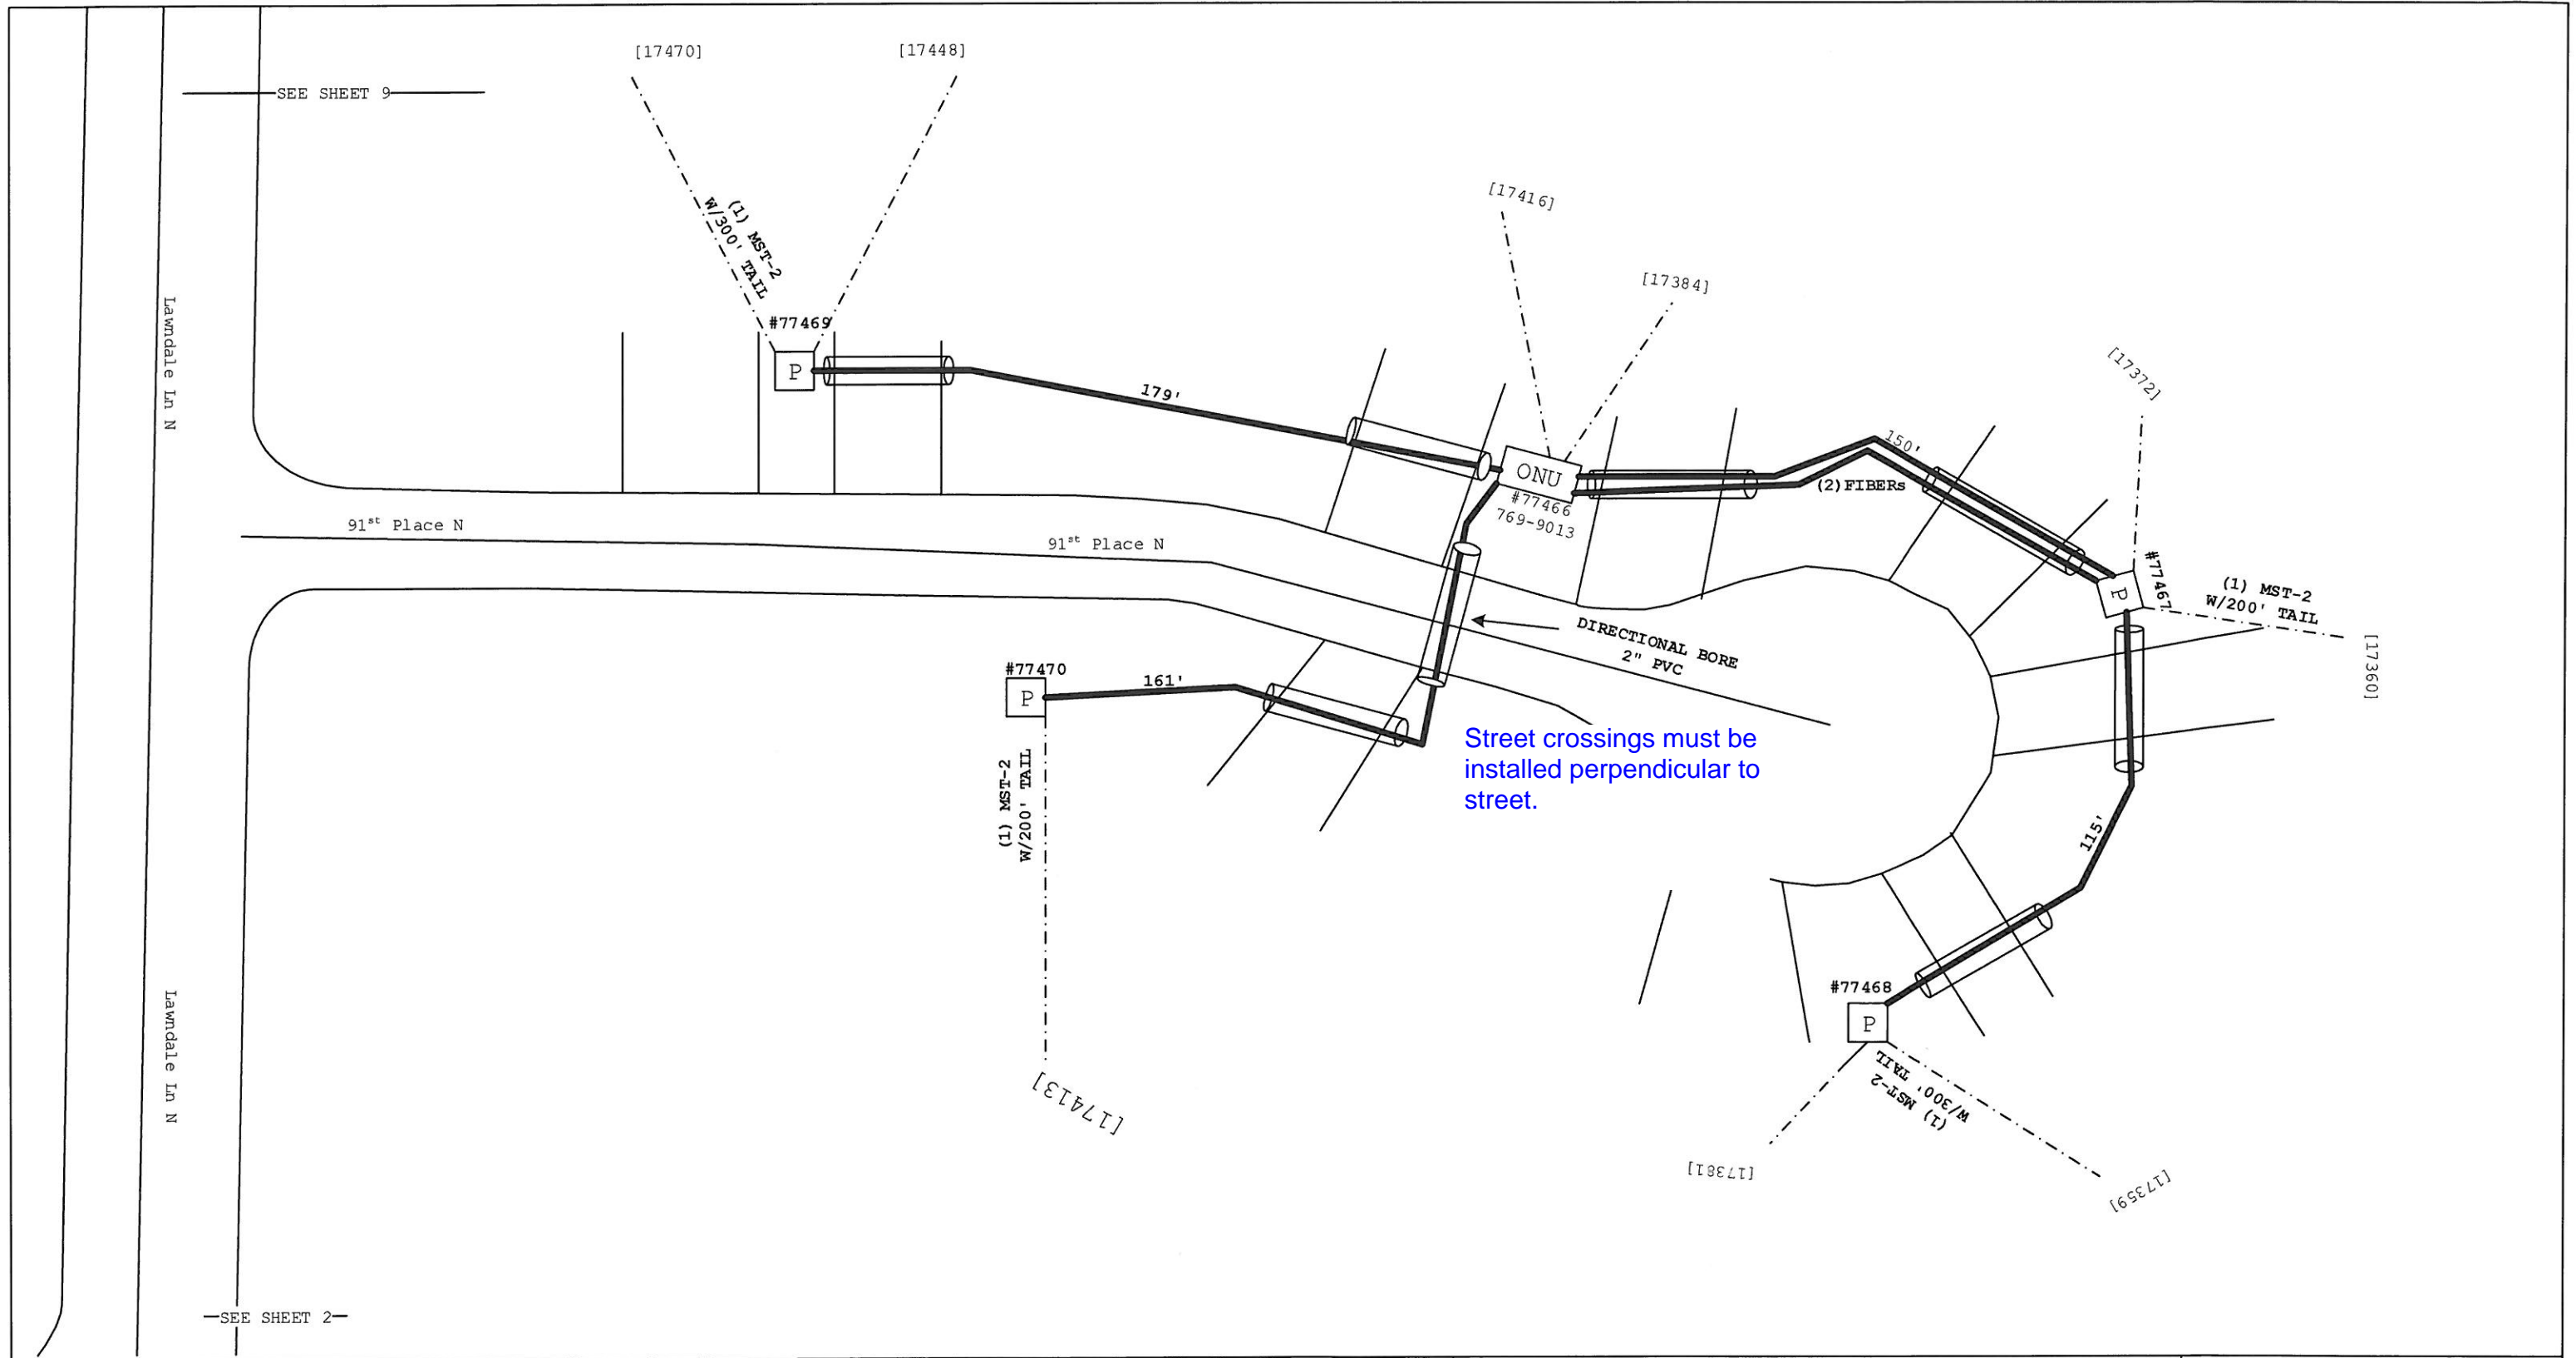 [17470]
[17448]
SEE SHEET 9
(1) MST-2
W/300' TAIL
#77469
P
179'
Lawndale Ln N
91st Place N
91st Place N
[17416]
[17384]
ONU
#77466
769-9013
150'
(2)FIBERs
[17372]
#77467
P
(1) MST-2
W/200' TAIL
[17360]
DIRECTIONAL BORE
2" PVC
#77470
P
161'
(1) MST-2
W/200' TAIL
[17413]
Street crossings must be
installed perpendicular to
street.
115'
#77468
P
(1) MST-2
W/300' TAIL
[17381]
[17359]
Lawndale Ln N
SEE SHEET 2